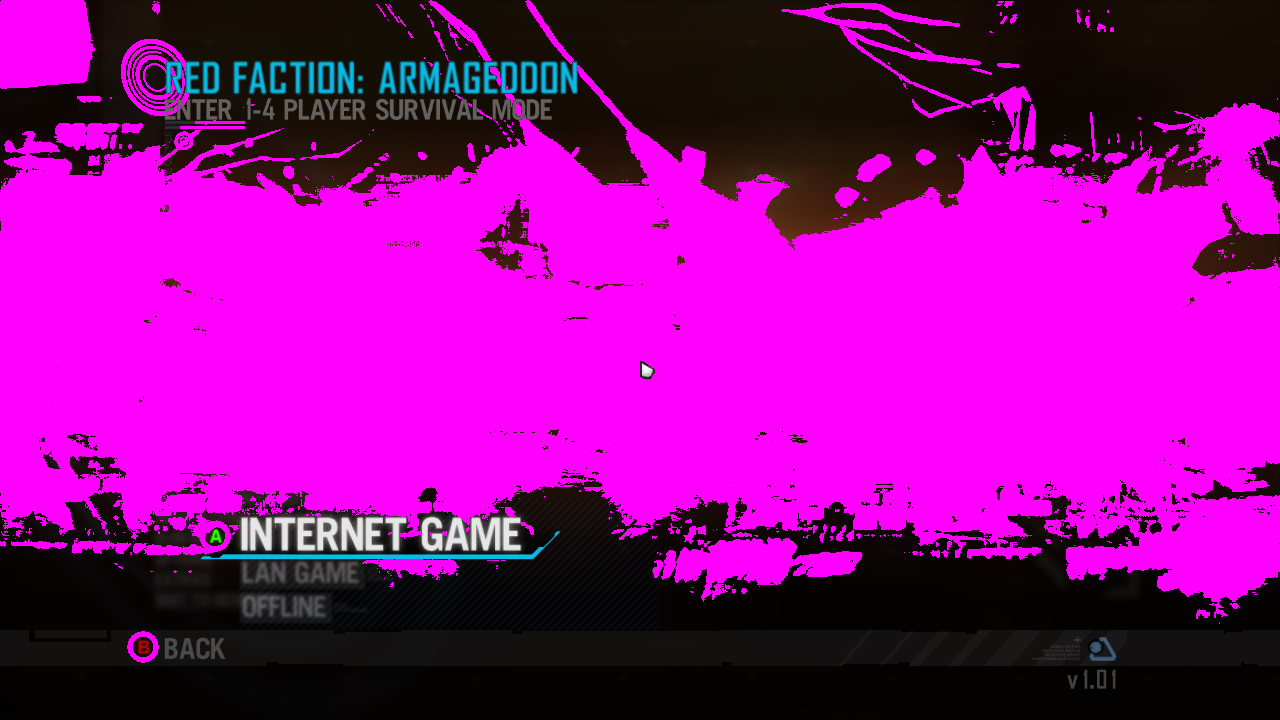 RED FACTION: ARMAGEDDON
ENTER 1-4 PLAYER SURVIVAL MODE
A INTERNET GAME
LAN GAME
OFFLINE
B BACK
v1.01